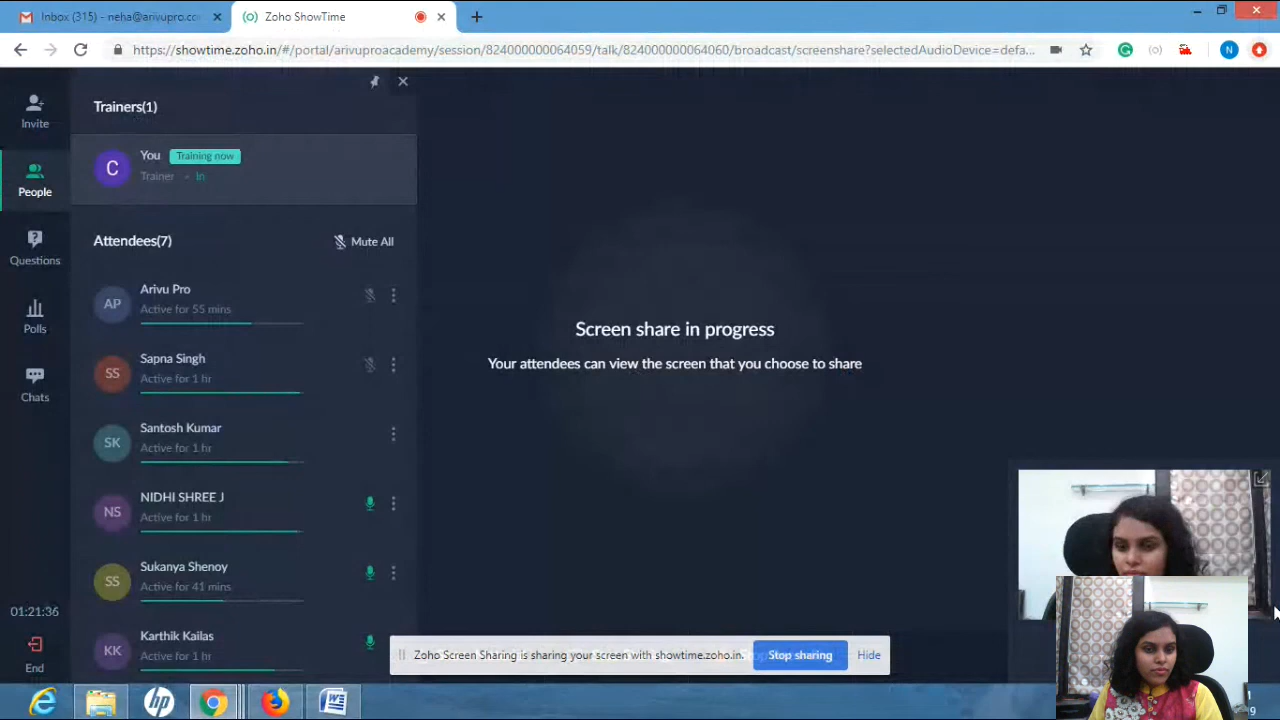 Inbox (315) - neha@arivupro.co
Zoho ShowTime
https://showtime.zoho.in/#/portal/arivuproacademy/session/824000000064059/talk/824000000064060/broadcast/screenshare?selectedAudioDevice=defa...
N
Invite
People
Questions
Polls
Chats
01:21:36
End
Trainers(1)
C
You Training now
Trainer - In
Attendees(7)
Mute All
AP
Arivu Pro
Active for 55 mins
SS
Sapna Singh
Active for 1 hr
SK
Santosh Kumar
Active for 1 hr
NS
NIDHI SHREE J
Active for 1 hr
SS
Sukanya Shenoy
Active for 41 mins
KK
Karthik Kailas
Active for 1 hr
Screen share in progress
Your attendees can view the screen that you choose to share
Zoho Screen Sharing is sharing your screen with showtime.zoho.in.
Stop sharing
Hide